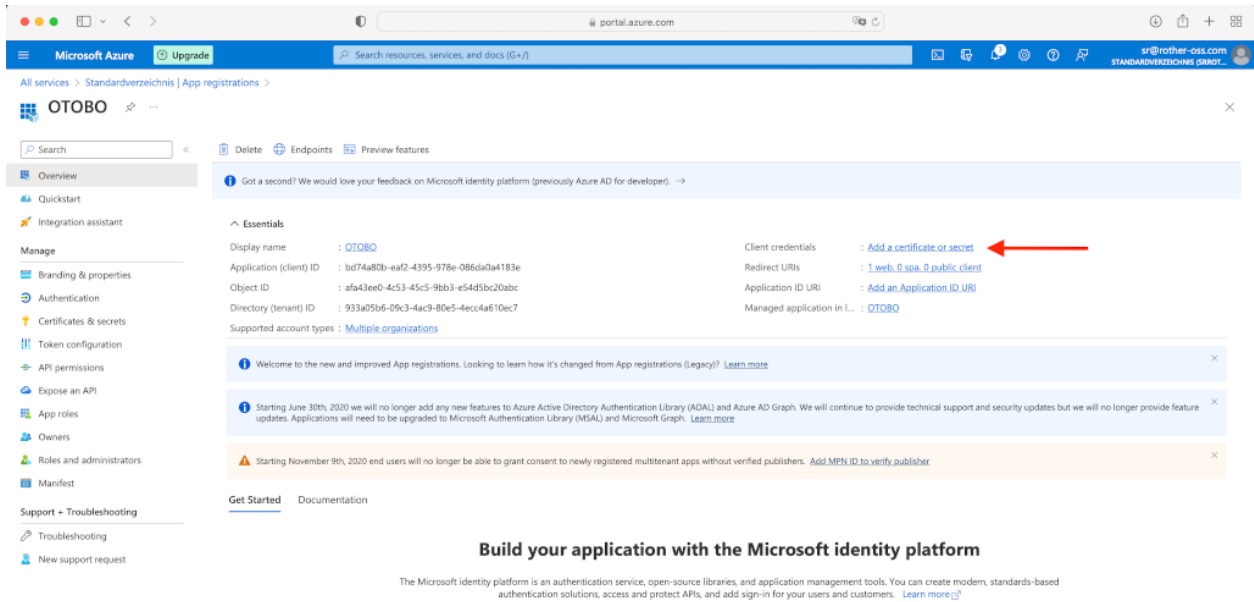 portal.azure.com
Microsoft Azure
Upgrade
Search resources, services, and docs (G+/)
sr@rother-oss.com
STANDARDVERZEICHNIS (SRROT...
All services > Standardverzeichnis | App registrations >
OTOBO
Search
Delete Endpoints Preview features
Overview
Quickstart
Integration assistant
Manage
Branding & properties
Authentication
Certificates & secrets
Token configuration
API permissions
Expose an API
App roles
Owners
Roles and administrators
Manifest
Support + Troubleshooting
Troubleshooting
New support request
Got a second? We would love your feedback on Microsoft identity platform (previously Azure AD for developer). →
Essentials
Display name : OTOBO
Application (client) ID : bd74a80b-eaf2-4395-978e-086da0a4183e
Object ID : afa43ee0-4c53-45c5-9bb3-e54d5bc20abc
Directory (tenant) ID : 933a05b6-09c3-4ac9-80e5-4ecc4a610ec7
Supported account types : Multiple organizations
Client credentials : Add a certificate or secret
Redirect URIs : 1 web, 0 spa, 0 public client
Application ID URI : Add an Application ID URI
Managed application in l... : OTOBO
Welcome to the new and improved App registrations. Looking to learn how it's changed from App registrations (Legacy)? Learn more
Starting June 30th, 2020 we will no longer add any new features to Azure Active Directory Authentication Library (ADAL) and Azure AD Graph. We will continue to provide technical support and security updates but we will no longer provide feature
updates. Applications will need to be upgraded to Microsoft Authentication Library (MSAL) and Microsoft Graph. Learn more
Starting November 9th, 2020 end users will no longer be able to grant consent to newly registered multitenant apps without verified publishers. Add MPN ID to verify publisher
Get Started Documentation
Build your application with the Microsoft identity platform
The Microsoft identity platform is an authentication service, open-source libraries, and application management tools. You can create modern, standards-based
authentication solutions, access and protect APIs, and add sign-in for your users and customers. Learn more